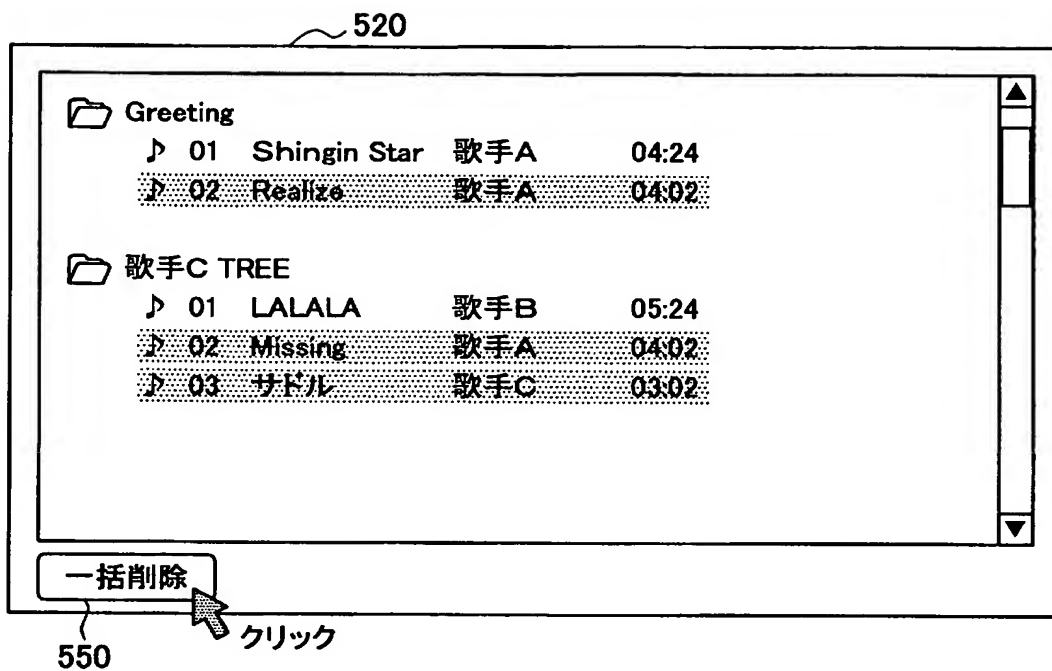 520
Greeting
♪ 01 Shingin Star 歌手A 04:24
♪ 02 Realize 歌手A 04:02
歌手C TREE
♪ 01 LALALA 歌手B 05:24
♪ 02 Missing 歌手A 04:02
♪ 03 サドル 歌手C 03:02
一括削除
クリック
550